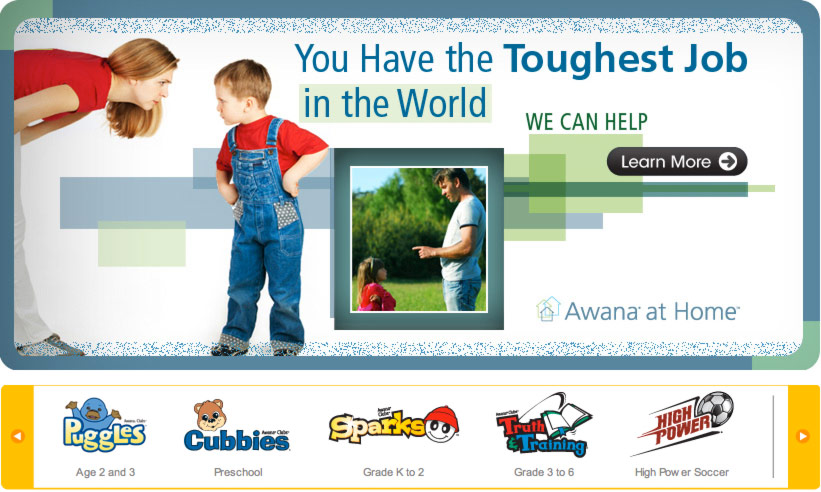 You Have the Toughest Job
in the World
WE CAN HELP
Learn More
Awana® at Home™
Awana Clubs®
Puggles
Awana Clubs®
Cubbies
Awana Clubs®
Sparks
Awana Clubs®
Truth
& Training
HIGH
POWER
Age 2 and 3
Preschool
Grade K to 2
Grade 3 to 6
High Power Soccer